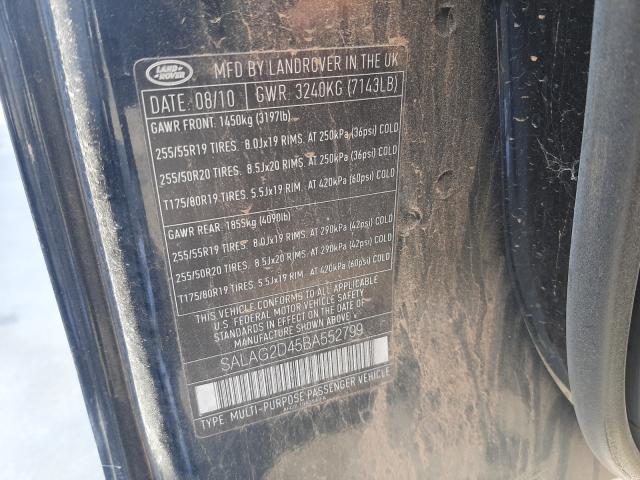 LAND ROVER
MFD BY LANDROVER IN THE UK
DATE: 08/10 GWR 3240KG (7143LB)
GAWR FRONT: 1450kg (3197lb)
255/55R19 TIRES. 8.0Jx19 RIMS. AT 250kPa (36psi) COLD
255/50R20 TIRES. 8.5Jx20 RIMS. AT 250kPa (36psi) COLD
T175/80R19 TIRES. 5.5Jx19 RIM. AT 420kPa (60psi) COLD
GAWR REAR: 1855kg (4090lb)
255/55R19 TIRES. 8.0Jx19 RIMS. AT 290kPa (42psi) COLD
255/50R20 TIRES. 8.5Jx20 RIMS. AT 290kPa (42psi) COLD
T175/80R19 TIRES. 5.5Jx19 RIM. AT 420kPa (60psi) COLD
THIS VEHICLE CONFORMS TO ALL APPLICABLE
U.S. FEDERAL MOTOR VEHICLE SAFETY
STANDARDS IN EFFECT ON THE DATE OF
MANUFACTURE SHOWN ABOVE.
SALAG2D45BA552799
TYPE: MULTI-PURPOSE PASSENGER VEHICLE